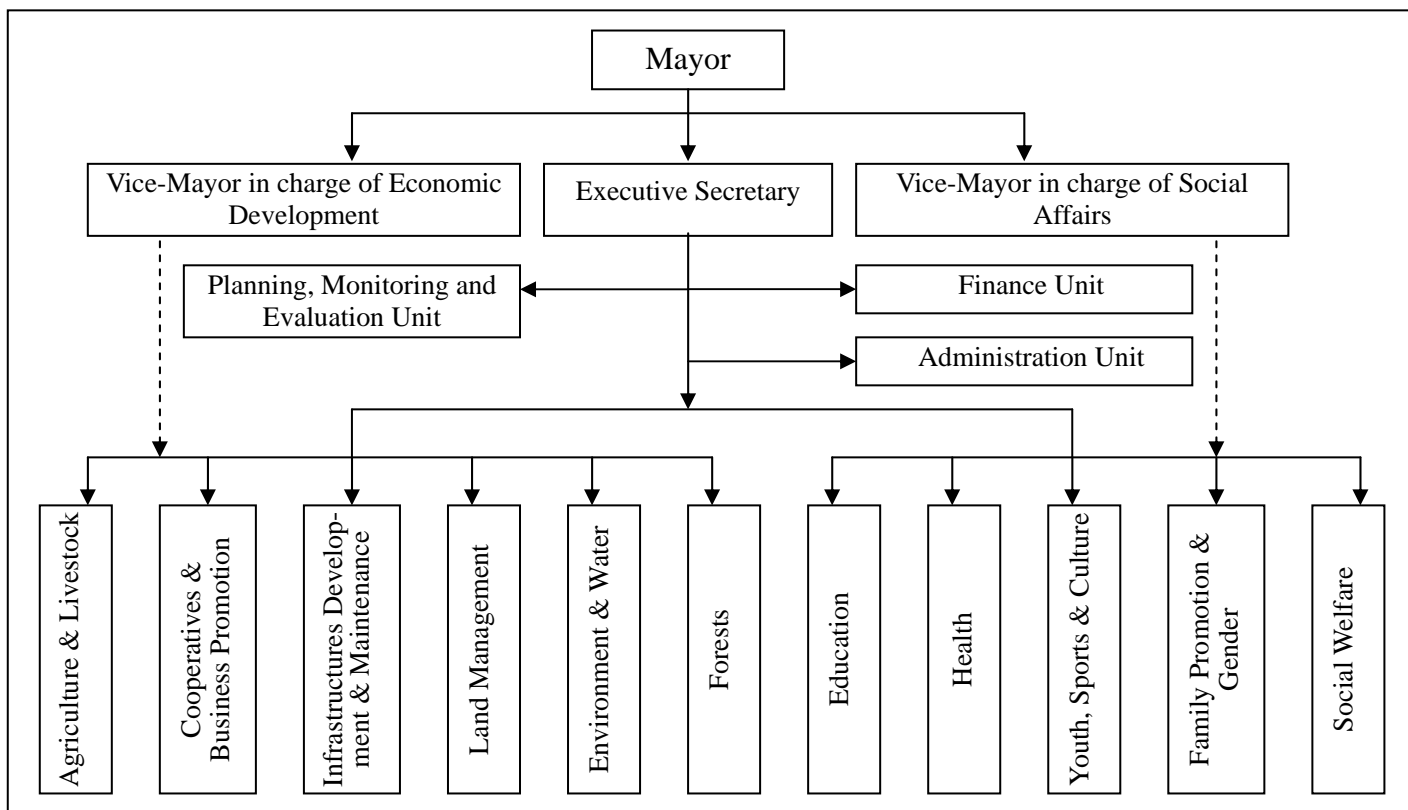 Mayor
Vice-Mayor in charge of Economic
Development
Executive Secretary
Vice-Mayor in charge of Social
Affairs
Planning, Monitoring and
Evaluation Unit
Finance Unit
Administration Unit
Agriculture & Livestock
Cooperatives &
Business Promotion
Infrastructures Develop-
ment & Maintenance
Land Management
Environment & Water
Forests
Education
Health
Youth, Sports & Culture
Family Promotion &
Gender
Social Welfare